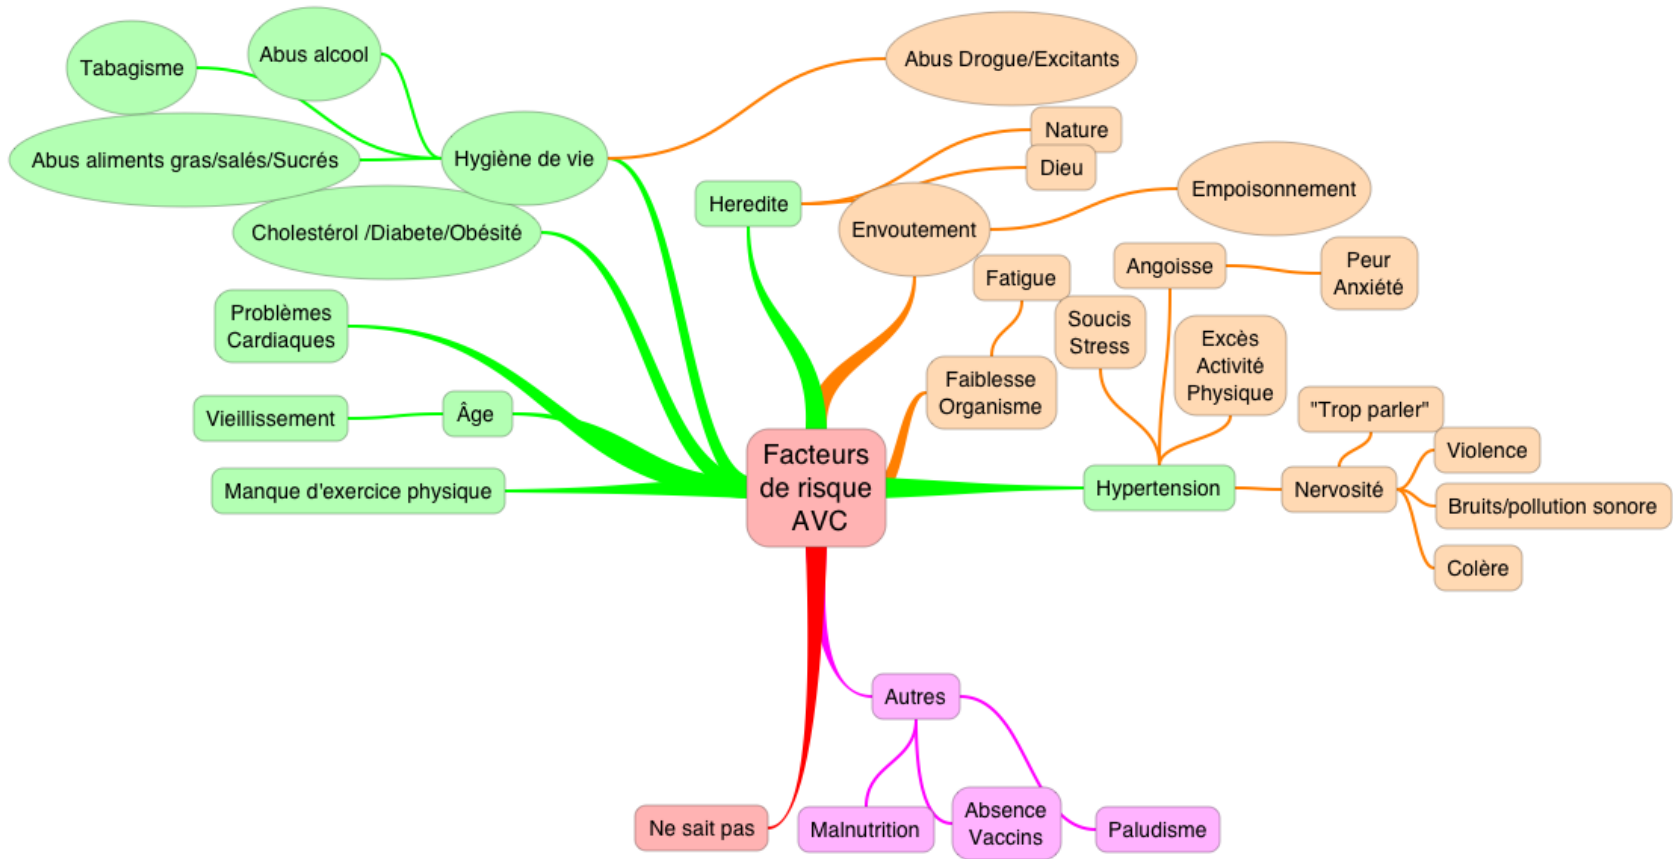 Tabagisme
Abus alcool
Abus aliments gras/salés/Sucrés
Hygiène de vie
Cholestérol /Diabete/Obésité
Problèmes
Cardiaques
Vieillissement
Âge
Manque d'exercice physique
Abus Drogue/Excitants
Nature
Dieu
Heredite
Envoutement
Empoisonnement
Fatigue
Faiblesse
Organisme
Angoisse
Peur
Anxiété
Soucis
Stress
Excès
Activité
Physique
Facteurs
de risque
AVC
Hypertension
Nervosité
"Trop parler"
Violence
Bruits/pollution sonore
Colère
Autres
Ne sait pas
Malnutrition
Absence
Vaccins
Paludisme